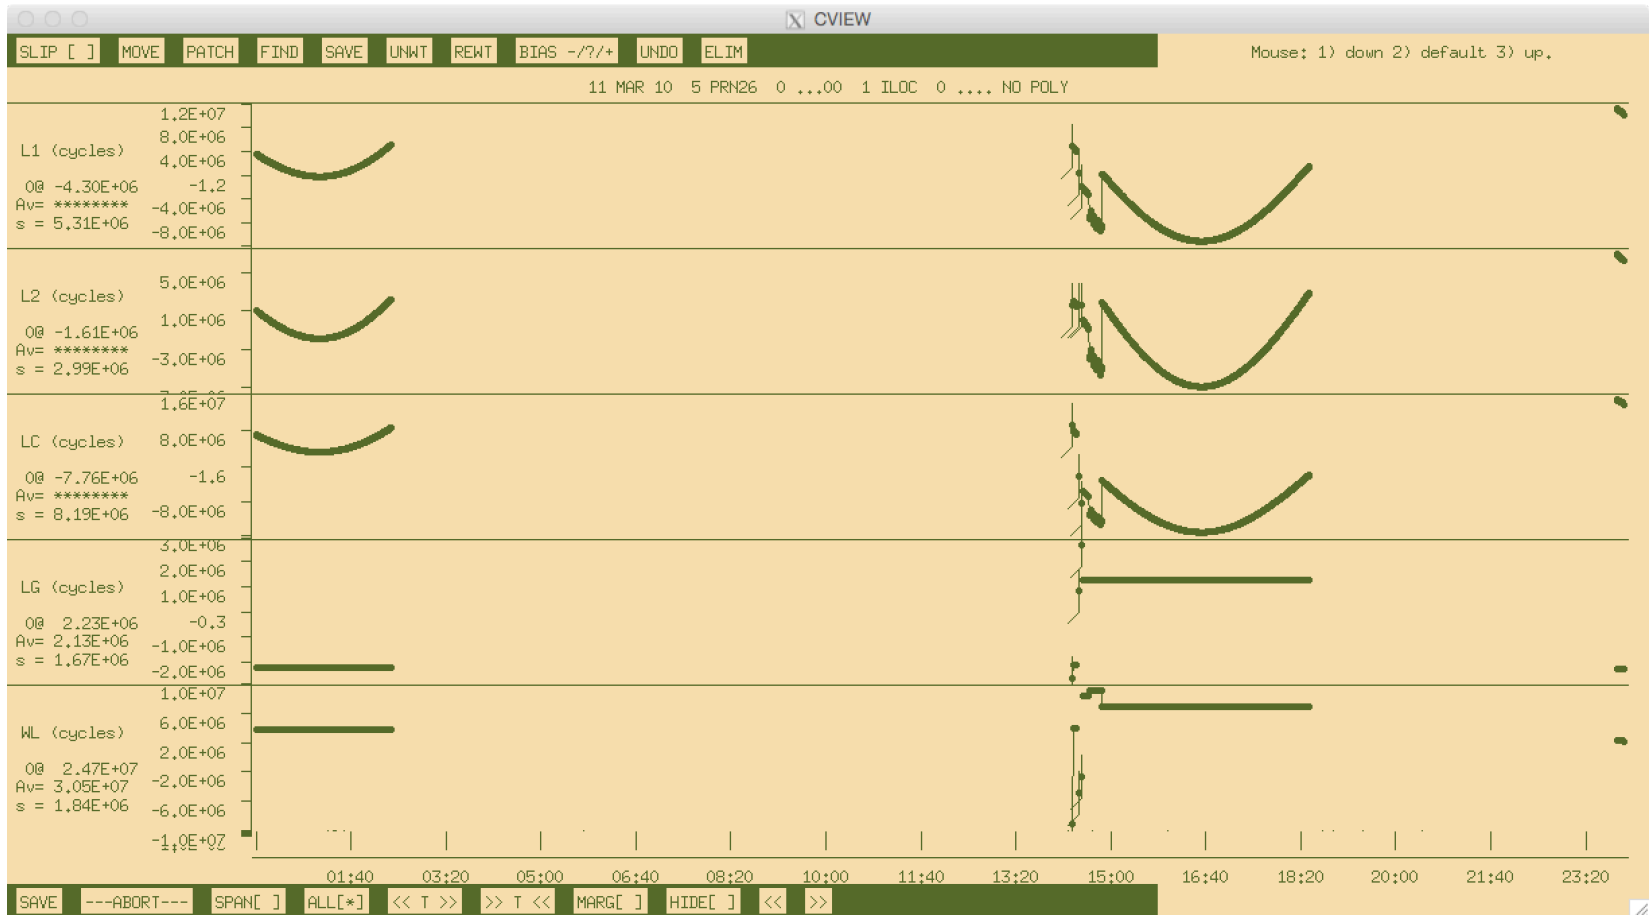 CVIEW
SLIP [ ] MOVE PATCH FIND SAVE UNWT REWT BIAS -/?/+ UNDO ELIM Mouse: 1) down 2) default 3) up.
11 MAR 10 5 PRN26 0 ...00 1 ILOC 0 .... NO POLY
1.2E+07
8.0E+06
L1 (cycles)
4.0E+06
0@ -4.30E+06 -1.2
Av= ********
-4.0E+06
s = 5.31E+06
-8.0E+06
5.0E+06
L2 (cycles)
1.0E+06
0@ -1.61E+06
Av= ********
-3.0E+06
s = 2.99E+06
1.6E+07
LC (cycles) 8.0E+06
0@ -7.76E+06 -1.6
Av= ********
s = 8.19E+06 -8.0E+06
3.0E+06
2.0E+06
LG (cycles)
1.0E+06
0@ 2.23E+06 -0.3
Av= 2.13E+06
-1.0E+06
s = 1.67E+06
-2.0E+06
1.0E+07
6.0E+06
WL (cycles)
2.0E+06
0@ 2.47E+07
-2.0E+06
Av= 3.05E+07
s = 1.84E+06 -6.0E+06
-1.0E+07
01:40 03:20 05:00 06:40 08:20 10:00 11:40 13:20 15:00 16:40 18:20 20:00 21:40 23:20
SAVE ---ABORT--- SPAN[ ] ALL[*] << T >> >> T << MARG[ ] HIDE[ ] << >>